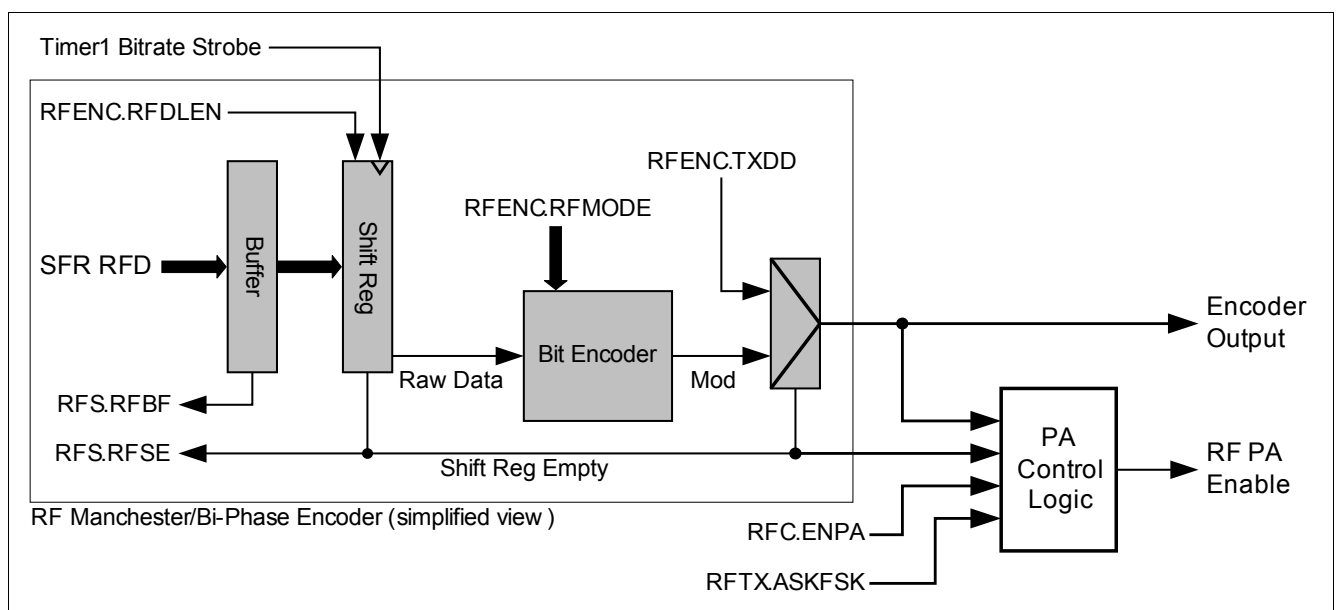 Timer1 Bitrate Strobe
RFENC.RFDLEN
RFENC.TXDD
RFENC.RFMODE
SFR RFD
Buffer
Shift Reg
Bit Encoder
Raw Data
Mod
Encoder
Output
RFS.RFBF
RFS.RFSE
Shift Reg Empty
PA
Control
Logic
RF PA
Enable
RF Manchester/Bi-Phase Encoder (simplified view )
RFC.ENPA
RFTX.ASKFSK